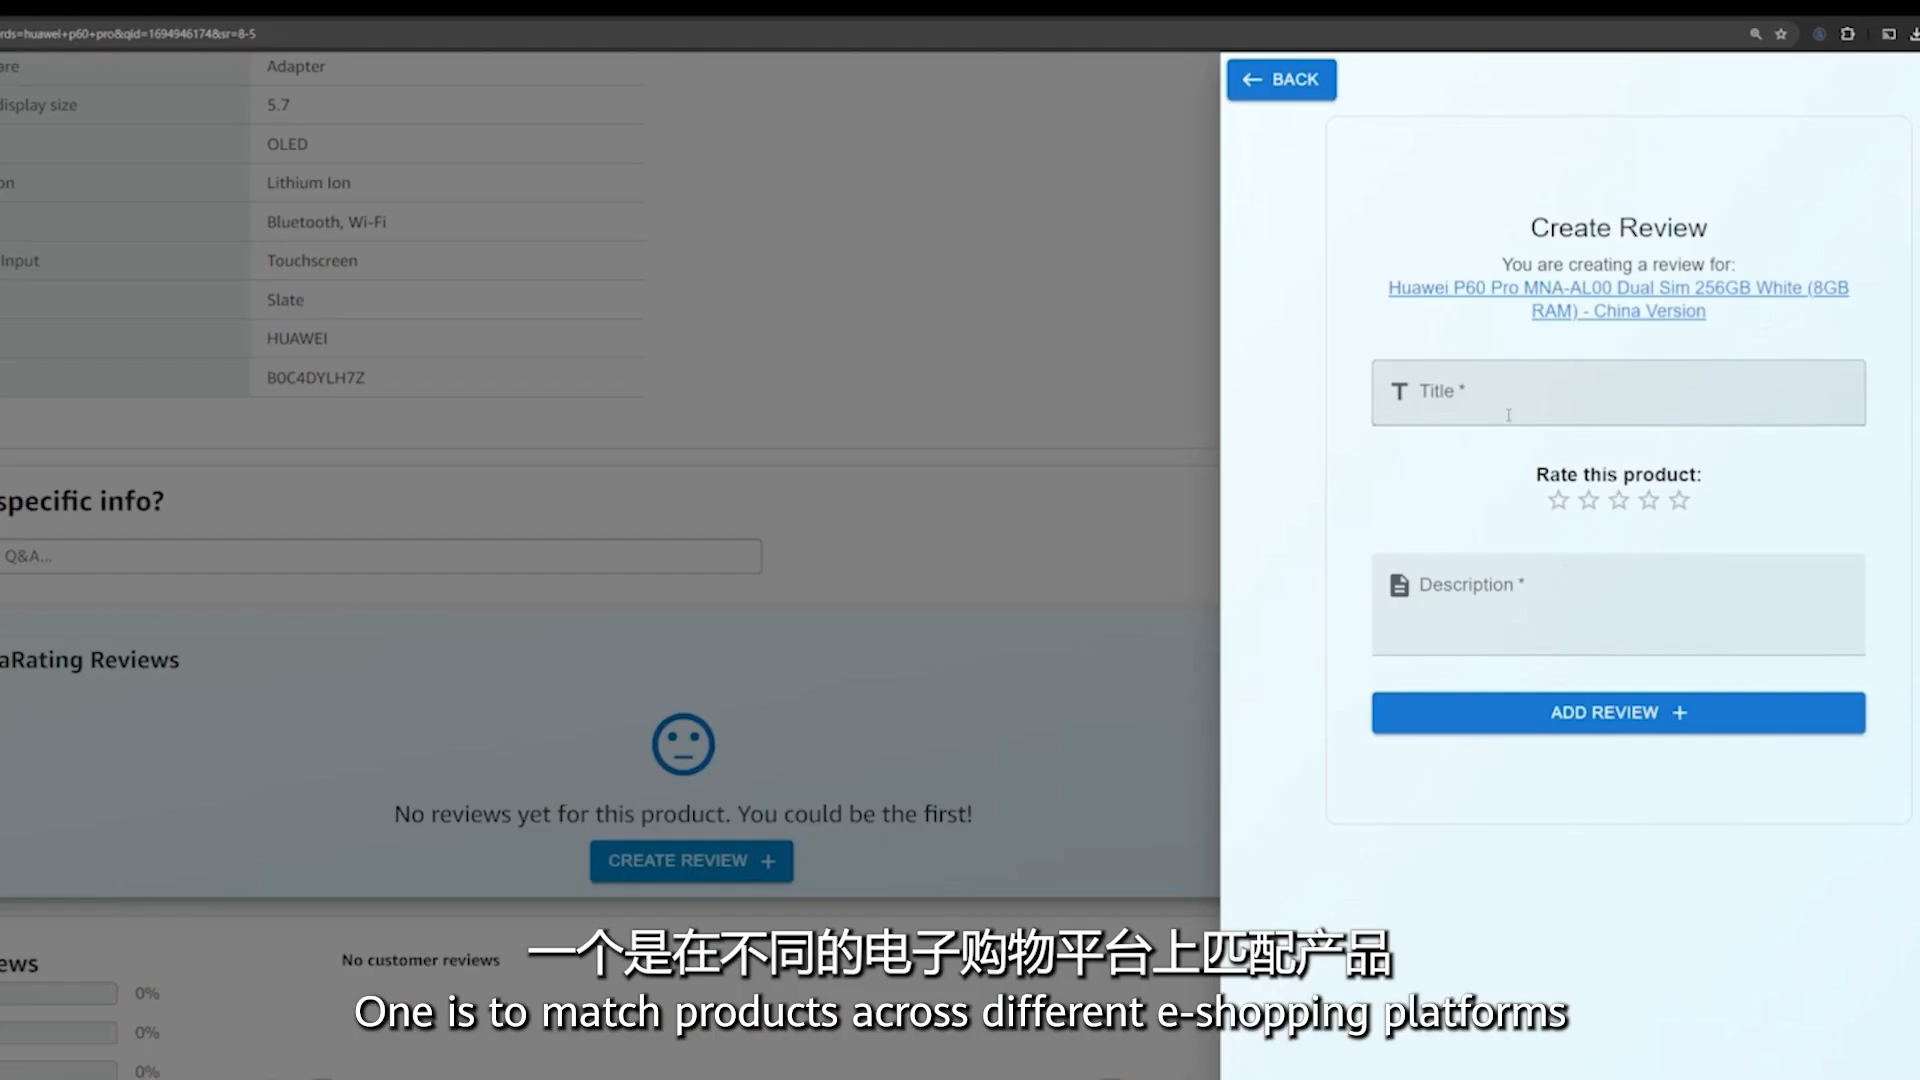 rds=huawei+p60+pro&qid=1694946174&sr=8-5
are Adapter
display size 5.7
OLED
on Lithium Ion
Bluetooth, Wi-Fi
Input Touchscreen
Slate
HUAWEI
B0C4DYLH7Z
specific info?
Q&A...
aRating Reviews
No reviews yet for this product. You could be the first!
CREATE REVIEW +
ews
No customer reviews
0%
0%
0%
BACK
Create Review
You are creating a review for:
Huawei P60 Pro MNA-AL00 Dual Sim 256GB White (8GB
RAM) - China Version
Title *
Rate this product:
Description *
ADD REVIEW +
一个是在不同的电子购物平台上匹配产品
One is to match products across different e-shopping platforms